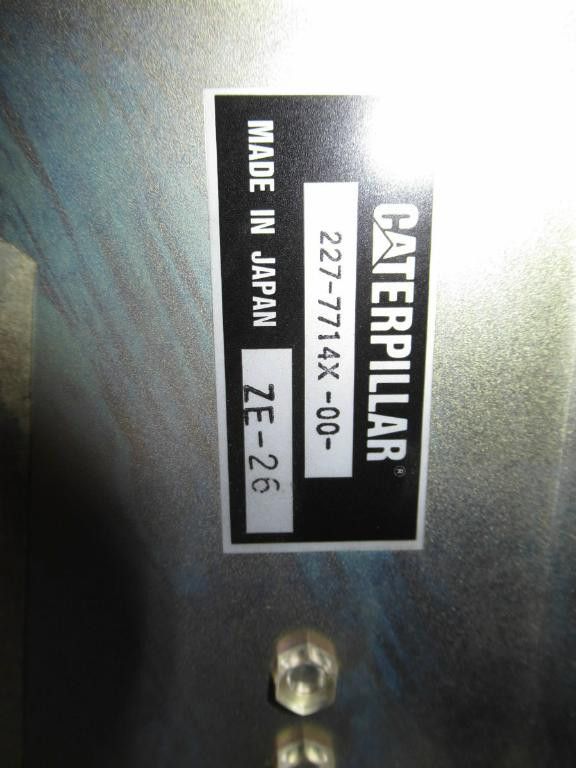 CATERPILLAR®
227-7714X-00-
MADE IN JAPAN ZE-26